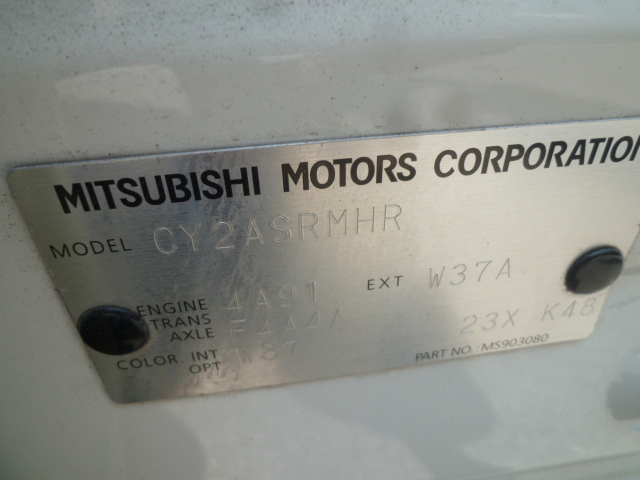 MITSUBISHI MOTORS CORPORATION
MODEL CY2ASRMHR
EXT W37A
ENGINE 4A91
TRANS AXLE F4A4A
23X K48
COLOR. INT W87
OPT.
PART NO.: MS903080